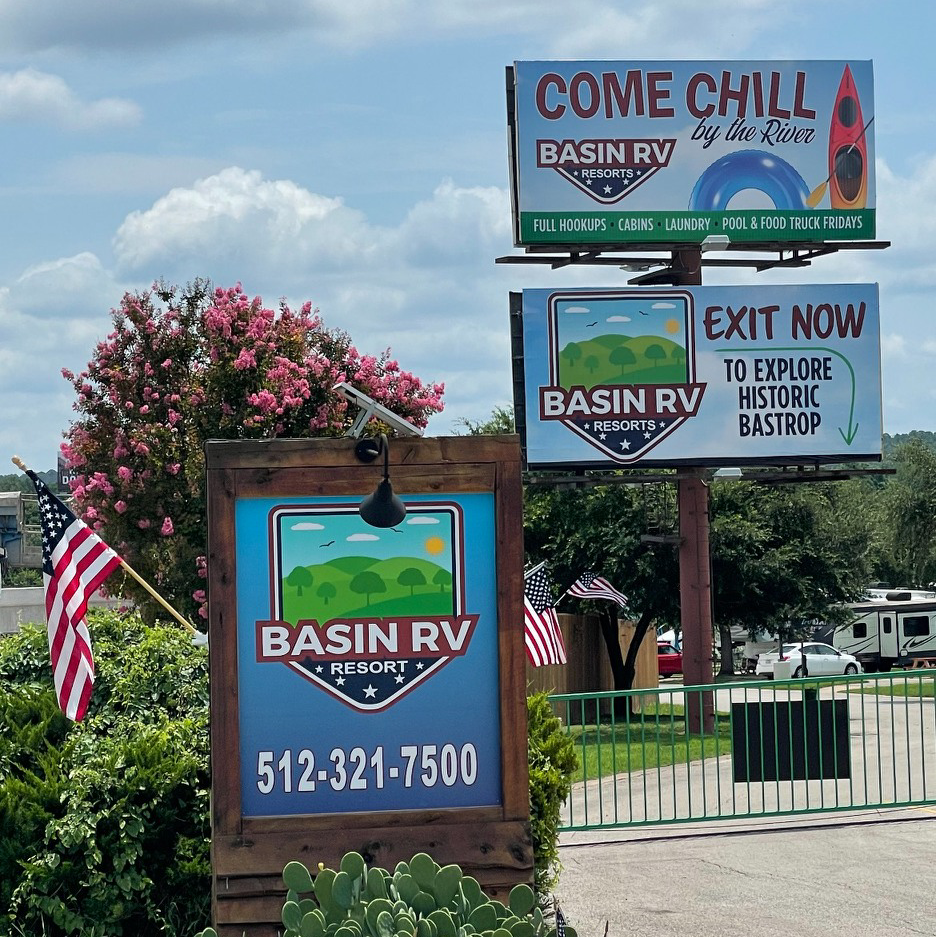 COME CHILL
by the River
BASIN RV
RESORTS
FULL HOOKUPS · CABINS · LAUNDRY · POOL & FOOD TRUCK FRIDAYS
EXIT NOW
TO EXPLORE
HISTORIC
BASTROP
BASIN RV
RESORTS
BASIN RV
RESORT
512-321-7500